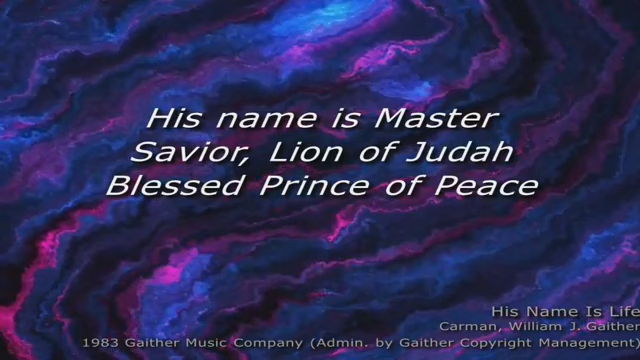 His name is Master
Savior, Lion of Judah
Blessed Prince of Peace
His Name Is Life
Carman, William J. Gaither
1983 Gaither Music Company (Admin. by Gaither Copyright Management)